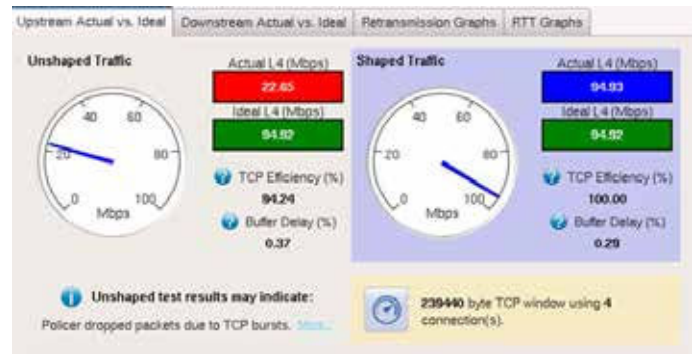 Upstream Actual vs. Ideal
Downstream Actual vs. Ideal
Retransmission Graphs
RTT Graphs
Unshaped Traffic
Actual L4 (Mbps)
22.65
Ideal L4 (Mbps)
94.92
0
20
40
60
80
100
Mbps
TCP Efficiency (%)
94.24
Buffer Delay (%)
0.37
Shaped Traffic
Actual L4 (Mbps)
94.93
Ideal L4 (Mbps)
94.92
0
20
40
60
80
100
Mbps
TCP Efficiency (%)
100.00
Buffer Delay (%)
0.29
Unshaped test results may indicate:
Policer dropped packets due to TCP bursts. More...
239440 byte TCP window using 4
connection(s).